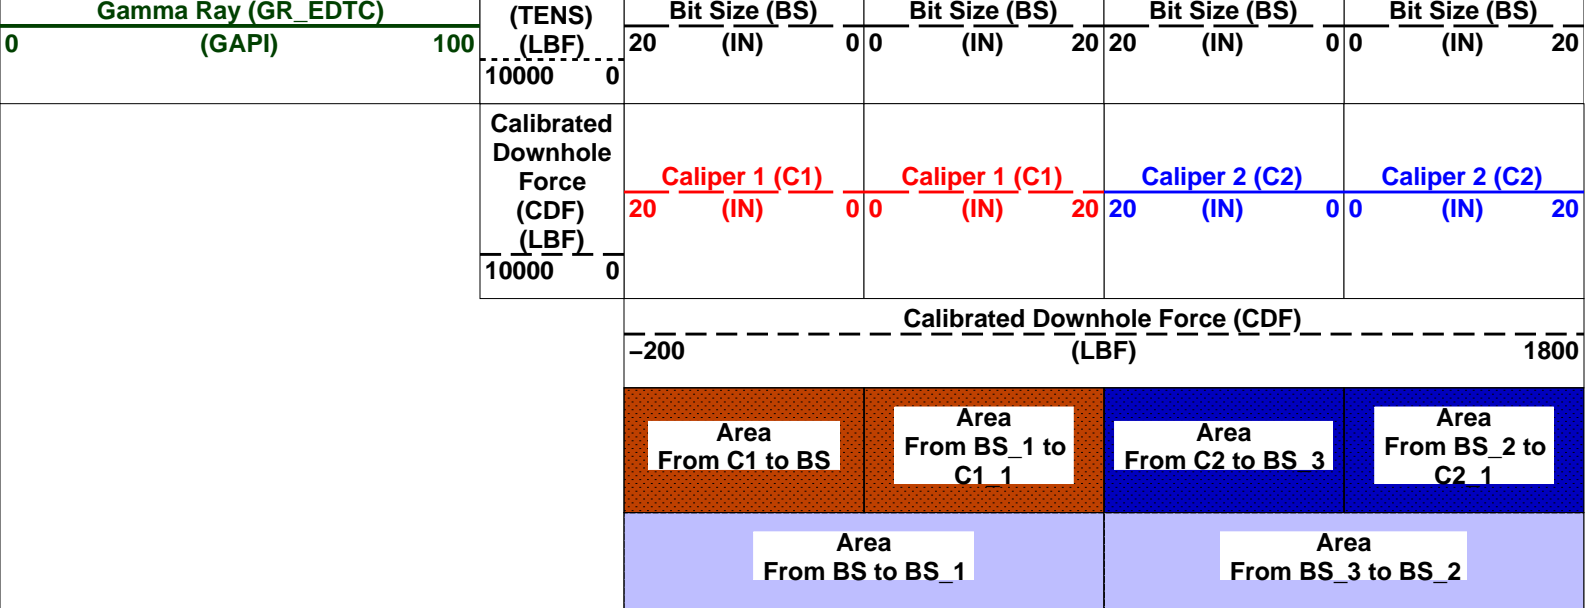 Gamma Ray (GR_EDTC)
0 (GAPI) 100
(TENS)
(LBF)
10000 0
Bit Size (BS)
20 (IN) 0
Bit Size (BS)
0 (IN) 20
Bit Size (BS)
20 (IN) 0
Bit Size (BS)
0 (IN) 20
Calibrated
Downhole
Force
(CDF)
(LBF)
10000 0
Caliper 1 (C1)
20 (IN) 0
Caliper 1 (C1)
0 (IN) 20
Caliper 2 (C2)
20 (IN) 0
Caliper 2 (C2)
0 (IN) 20
Calibrated Downhole Force (CDF)
−200 (LBF) 1800
Area
From C1 to BS
Area
From BS_1 to
C1_1
Area
From C2 to BS_3
Area
From BS_2 to
C2_1
Area
From BS to BS_1
Area
From BS_3 to BS_2